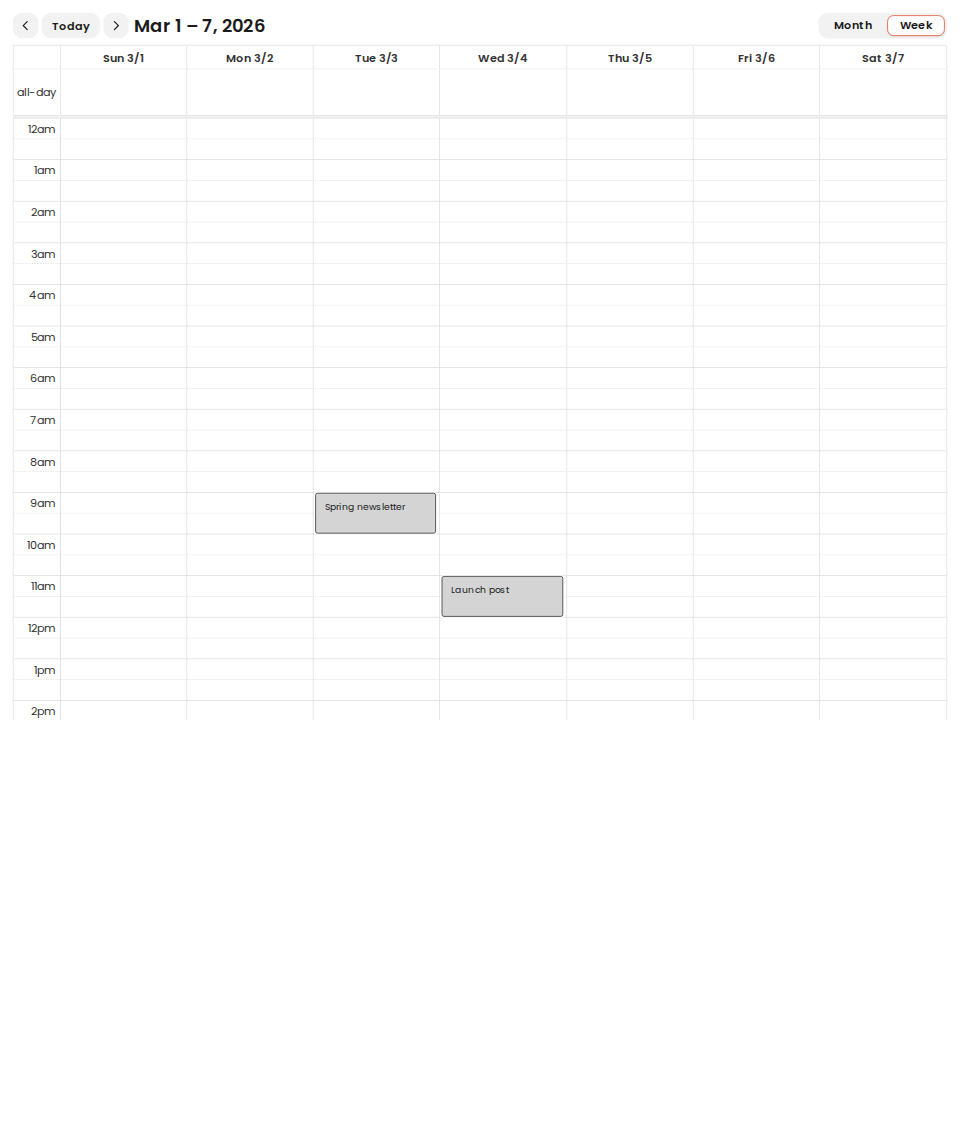 Today Mar 1 – 7, 2026 Month Week
Sun 3/1 Mon 3/2 Tue 3/3 Wed 3/4 Thu 3/5 Fri 3/6 Sat 3/7
all-day
12am
1am
2am
3am
4am
5am
6am
7am
8am
9am Spring newsletter
10am
11am Launch post
12pm
1pm
2pm